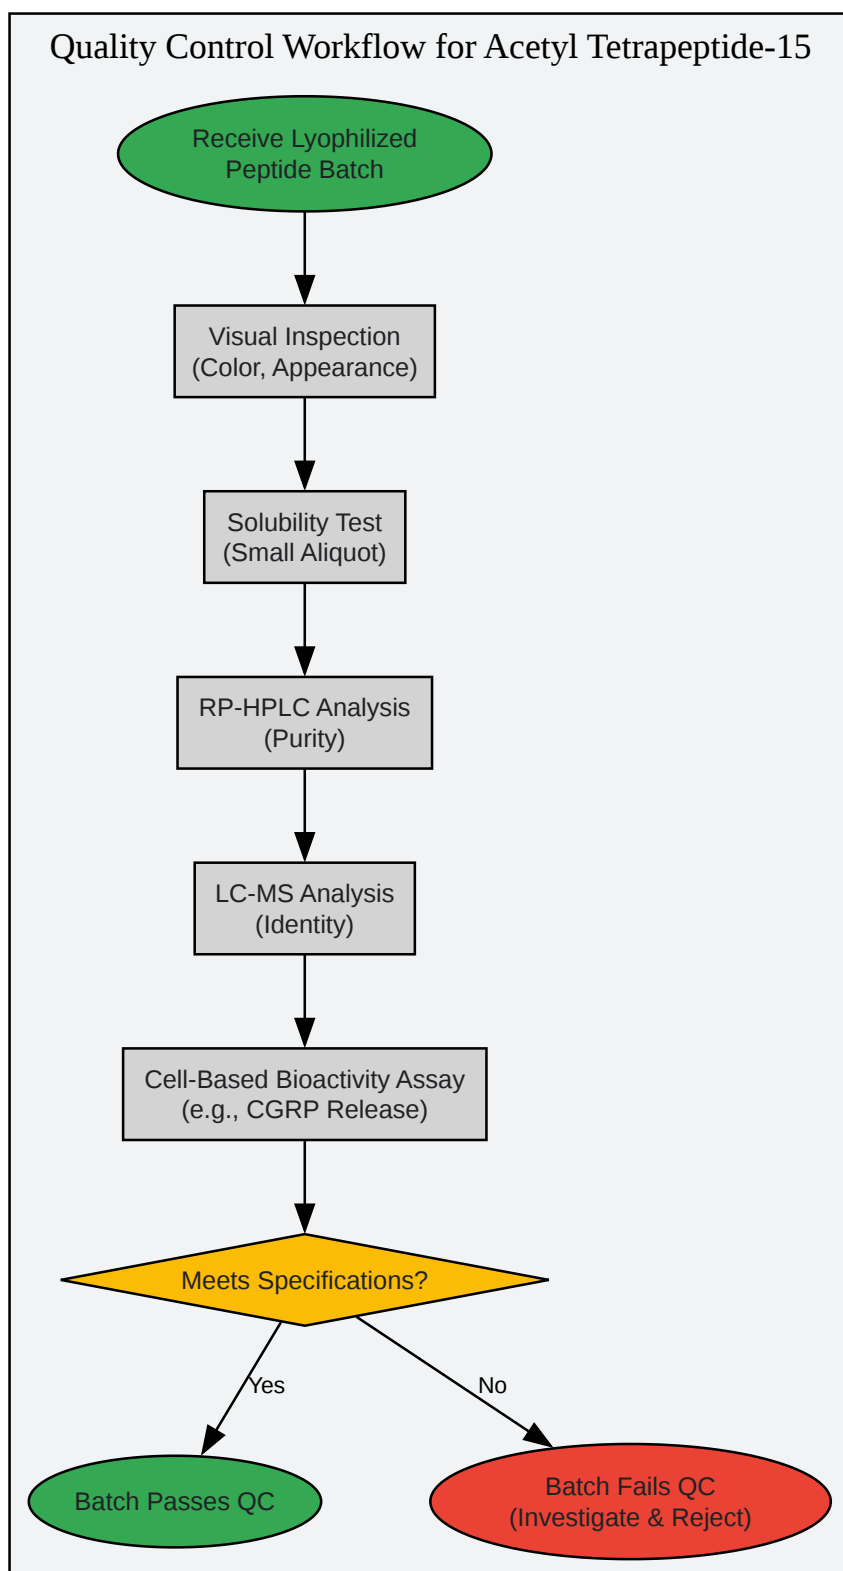 Quality Control Workflow for Acetyl Tetrapeptide-15
Receive Lyophilized
Peptide Batch
Visual Inspection
(Color, Appearance)
Solubility Test
(Small Aliquot)
RP-HPLC Analysis
(Purity)
LC-MS Analysis
(Identity)
Cell-Based Bioactivity Assay
(e.g., CGRP Release)
Meets Specifications?
Yes
No
Batch Passes QC
Batch Fails QC
(Investigate & Reject)